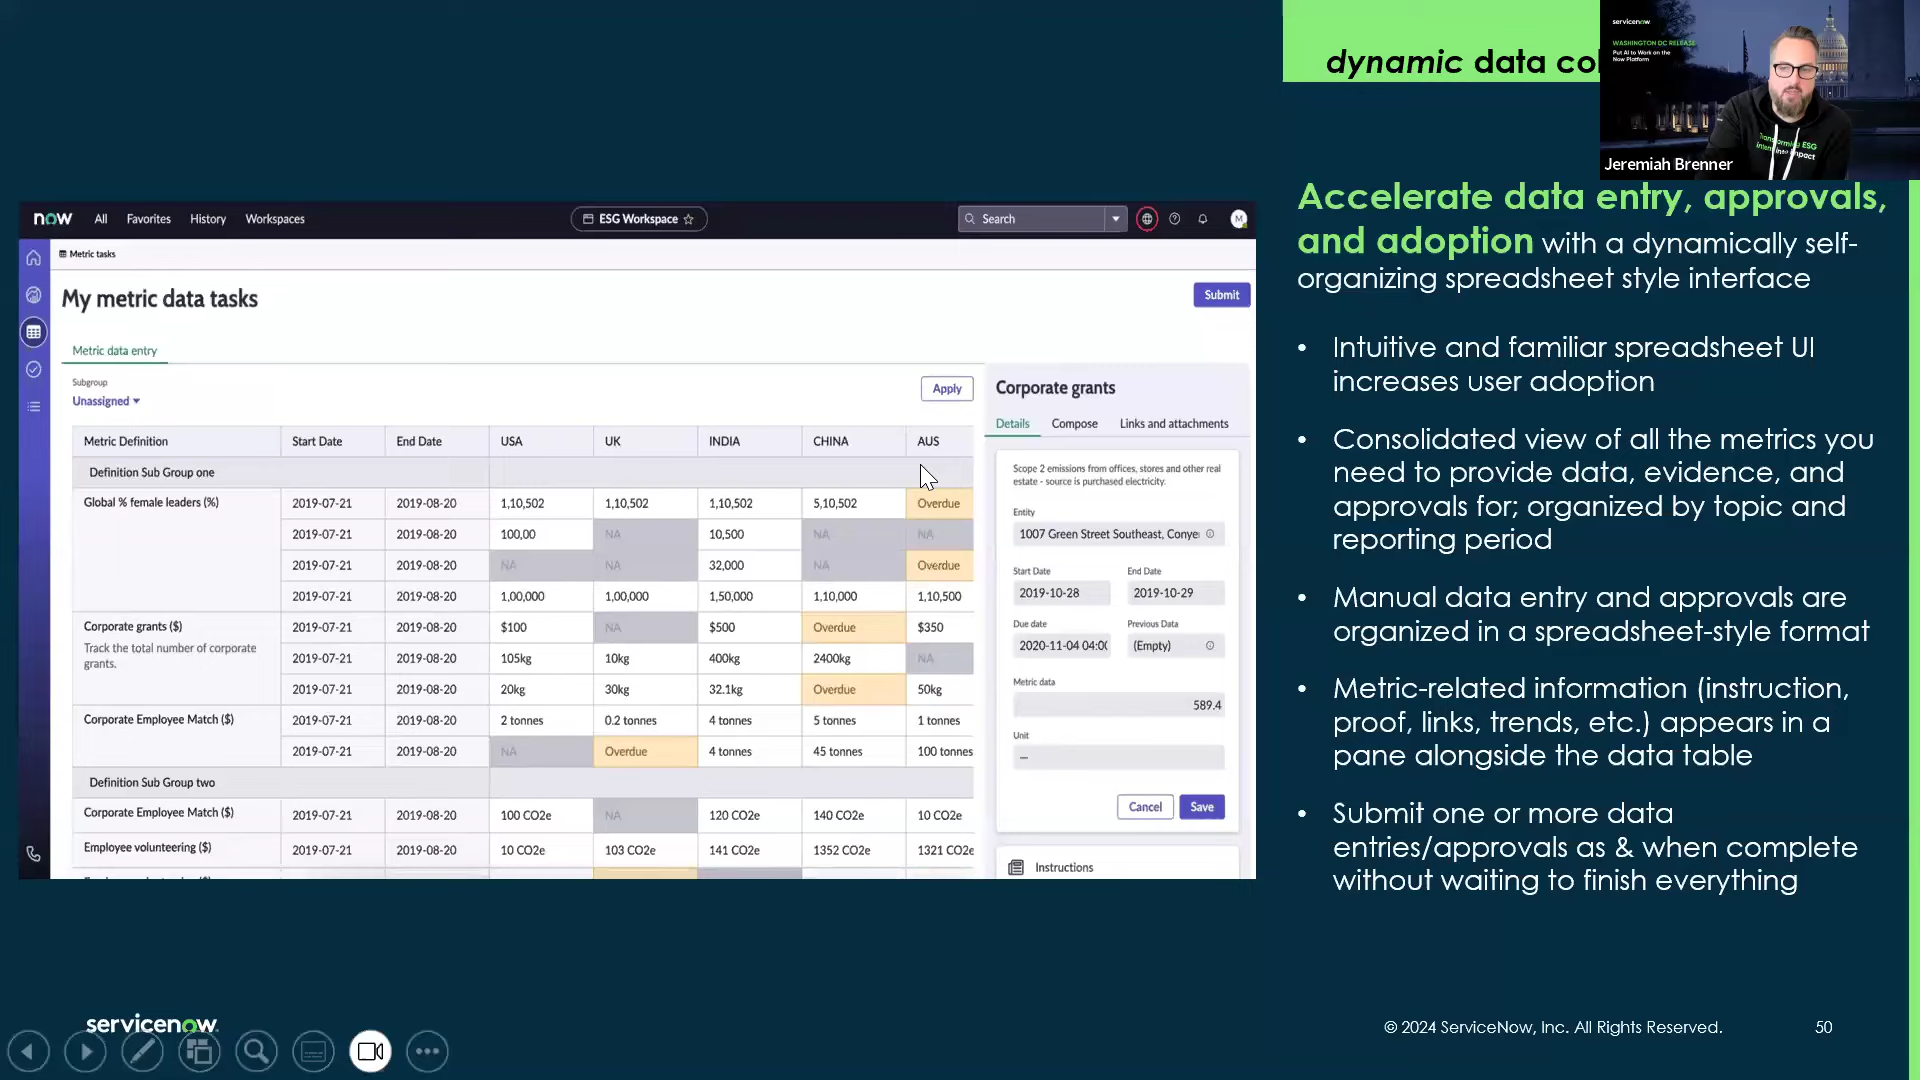 dynamic data col
servicenow
WASHINGTON DC RELEASE
Put AI to Work on the
Now Platform
Transforming ESG
Jeremiah Brenner
now All Favorites History Workspaces ESG Workspace Search M
Metric tasks
My metric data tasks
Submit
Metric data entry
Subgroup
Unassigned
Apply
Metric Definition Start Date End Date USA UK INDIA CHINA AUS
Definition Sub Group one
Global % female leaders (%) 2019-07-21 2019-08-20 1,10,502 1,10,502 1,10,502 5,10,502 Overdue
2019-07-21 2019-08-20 100,00 NA 10,500 NA NA
2019-07-21 2019-08-20 NA NA 32,000 NA Overdue
2019-07-21 2019-08-20 1,00,000 1,00,000 1,50,000 1,10,000 1,10,500
Corporate grants ($) 2019-07-21 2019-08-20 $100 NA $500 Overdue $350
Track the total number of corporate
grants.
2019-07-21 2019-08-20 105kg 10kg 400kg 2400kg NA
2019-07-21 2019-08-20 20kg 30kg 32.1kg Overdue 50kg
Corporate Employee Match ($) 2019-07-21 2019-08-20 2 tonnes 0.2 tonnes 4 tonnes 5 tonnes 1 tonnes
2019-07-21 2019-08-20 NA Overdue 4 tonnes 45 tonnes 100 tonnes
Definition Sub Group two
Corporate Employee Match ($) 2019-07-21 2019-08-20 100 CO2e NA 120 CO2e 140 CO2e 10 CO2e
Employee volunteering ($) 2019-07-21 2019-08-20 10 CO2e 103 CO2e 141 CO2e 1352 CO2e 1321 CO2e
Corporate grants
Details Compose Links and attachments
Scope 2 emissions from offices, stores and other real
estate - source is purchased electricity.
Entity
1007 Green Street Southeast, Conye
Start Date End Date
2019-10-28 2019-10-29
Due date Previous Data
2020-11-04 04:00 (Empty)
Metric data
589.4
Unit
—
Cancel Save
Instructions
Accelerate data entry, approvals,
and adoption with a dynamically self-
organizing spreadsheet style interface
• Intuitive and familiar spreadsheet UI
increases user adoption
• Consolidated view of all the metrics you
need to provide data, evidence, and
approvals for; organized by topic and
reporting period
• Manual data entry and approvals are
organized in a spreadsheet-style format
• Metric-related information (instruction,
proof, links, trends, etc.) appears in a
pane alongside the data table
• Submit one or more data
entries/approvals as & when complete
without waiting to finish everything
servicenow
© 2024 ServiceNow, Inc. All Rights Reserved. 50